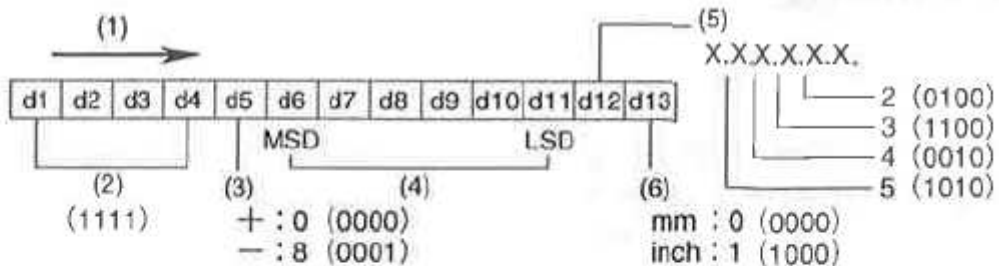 (1)
(5)
X.X.X.X.X.X.
d1 d2 d3 d4 d5 d6 d7 d8 d9 d10 d11 d12 d13
2 (0100)
MSD LSD
3 (1100)
4 (0010)
(2) (3) (4) (6)
5 (1010)
(1111) + : 0 (0000) mm : 0 (0000)
− : 8 (0001) inch : 1 (1000)